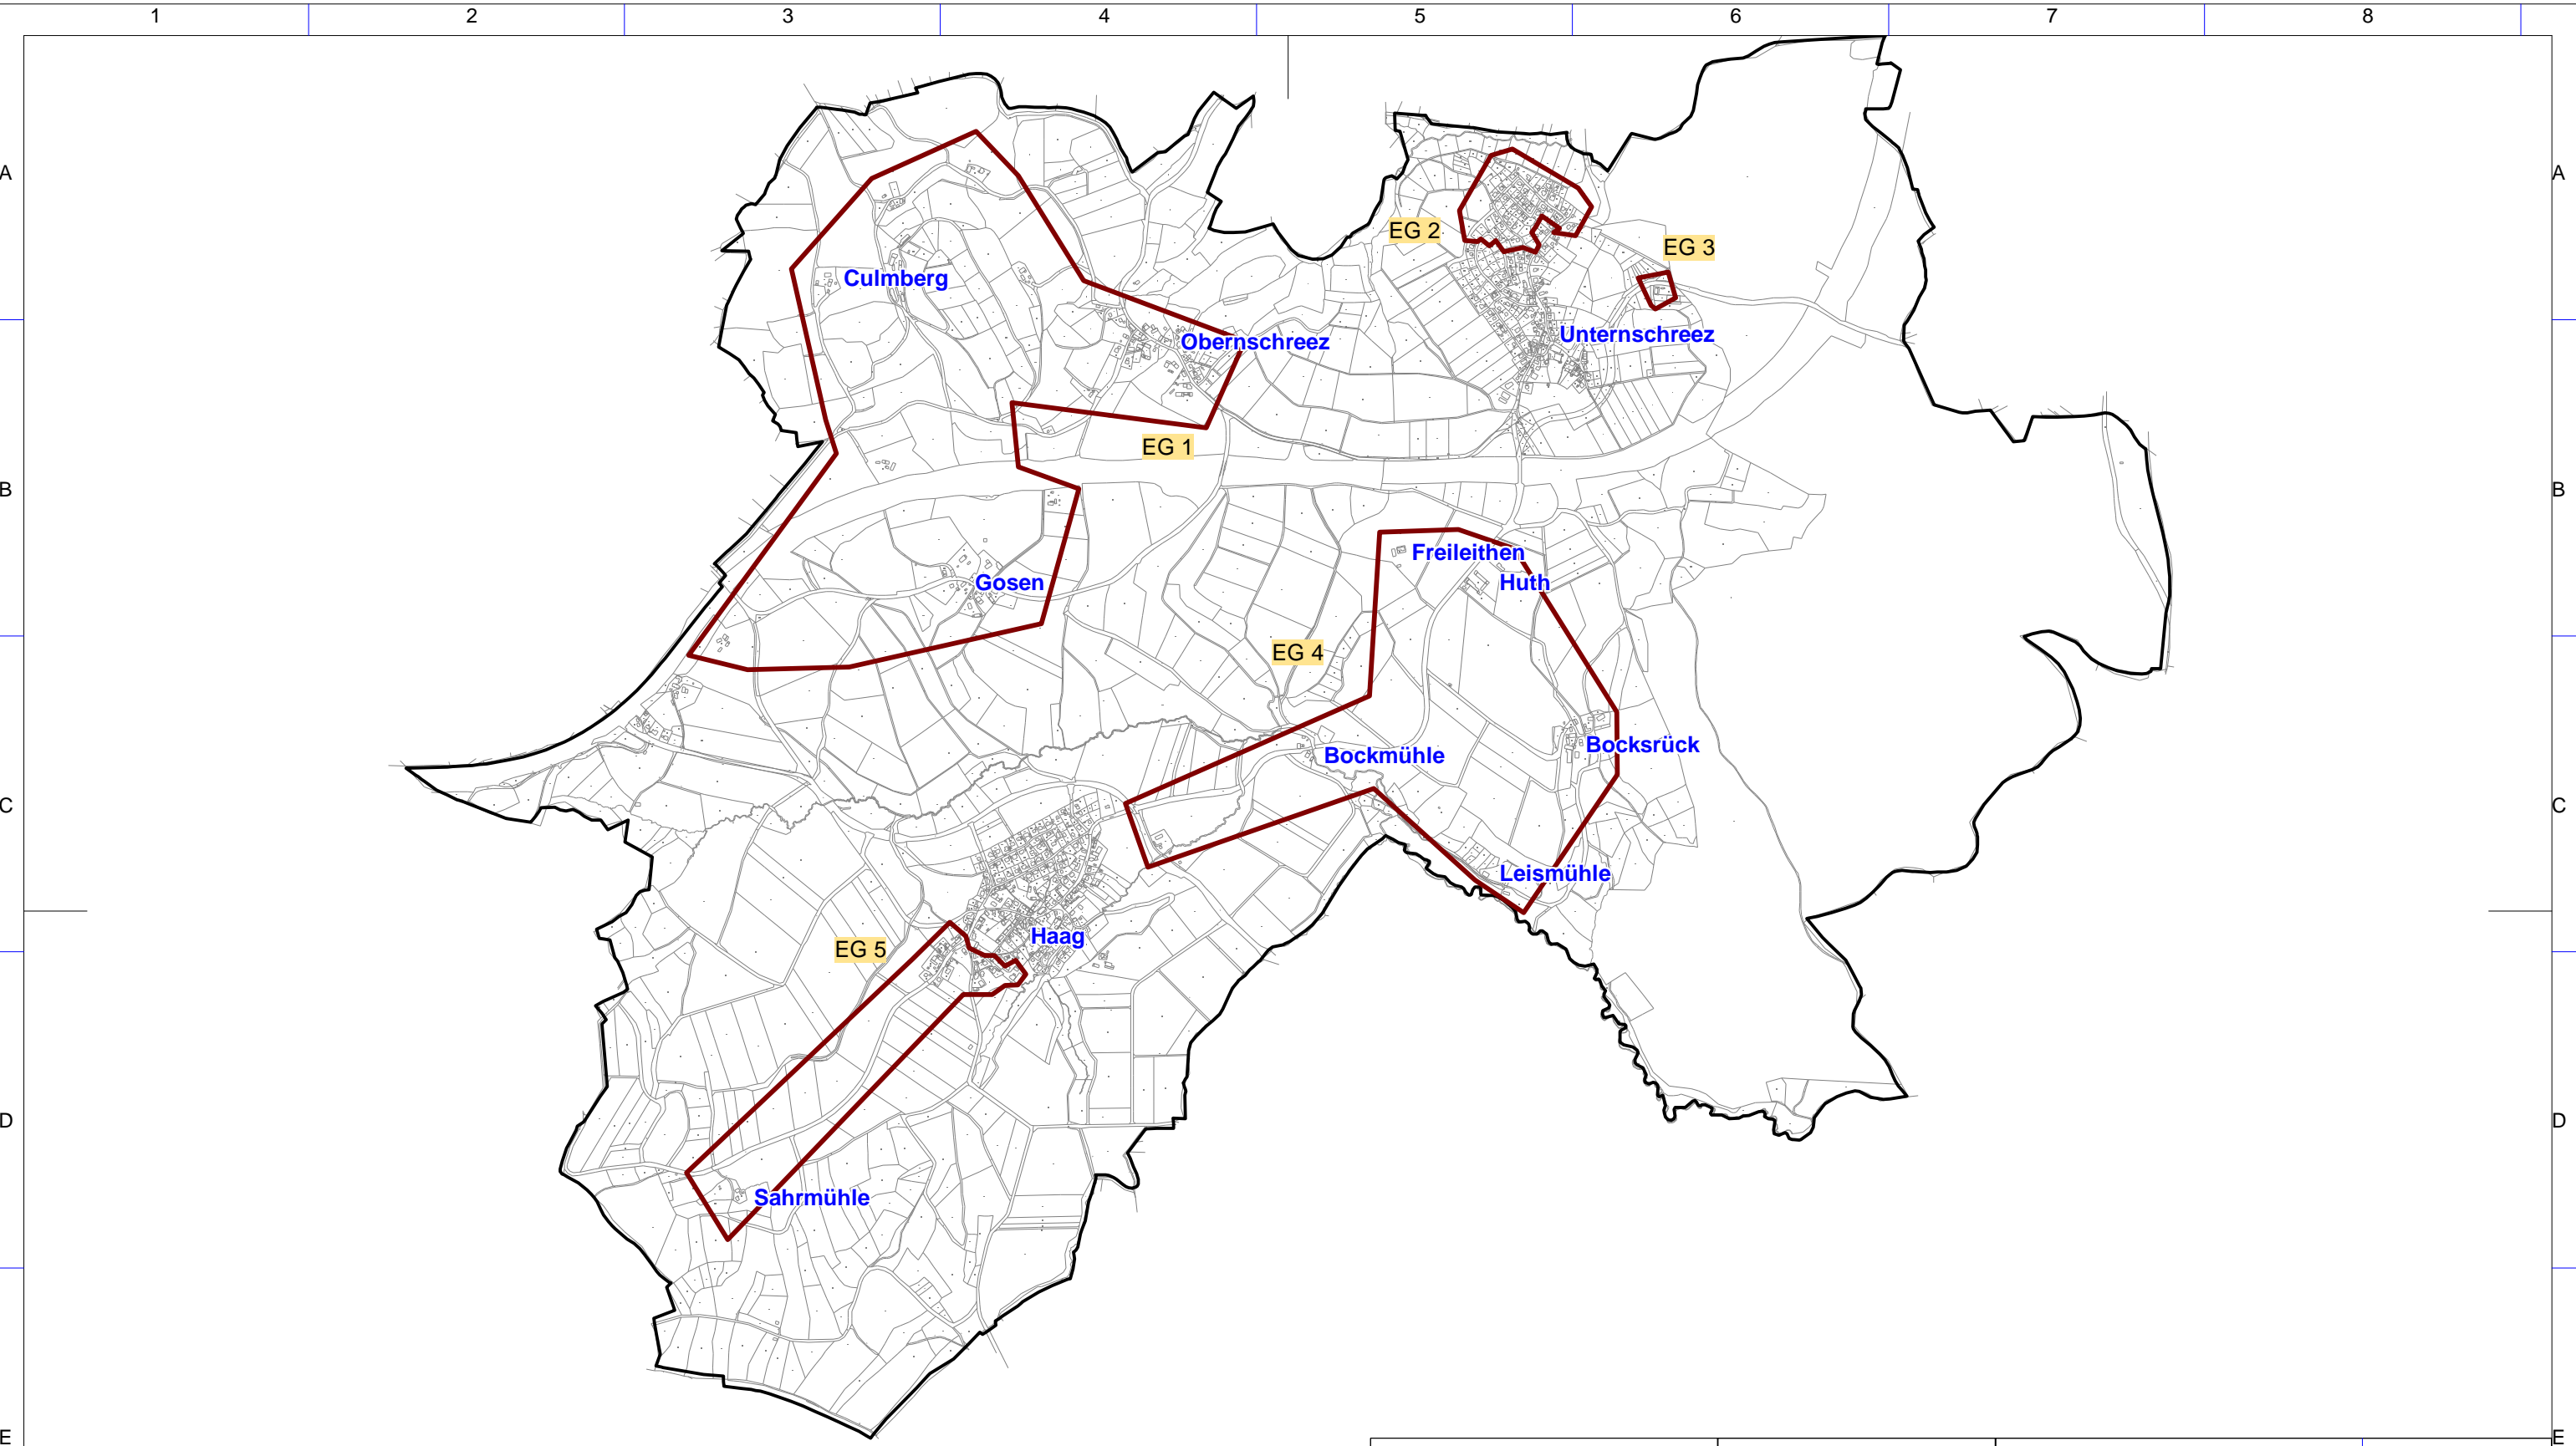 1 2 3 4 5 6 7 8
A A
EG 2
EG 3
Culmberg
Unternschreez
Obernschreez
EG 1
B B
Freileithen
Gosen
Huth
EG 4
Bocksrück
Bockmühle
C C
Leismühle
Haag
EG 5
D D
Sahrmühle
E E